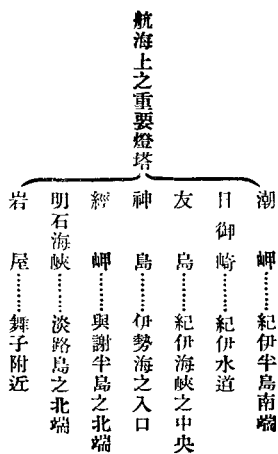 航海上之重要燈塔
潮岬………紀伊半島南端
日御崎………紀伊水道
友島………紀伊海峽之中央
神島………伊勢海之入口
經岬………與謝半島之北端
明石海峽………淡路島之北端
岩屋………舞子附近